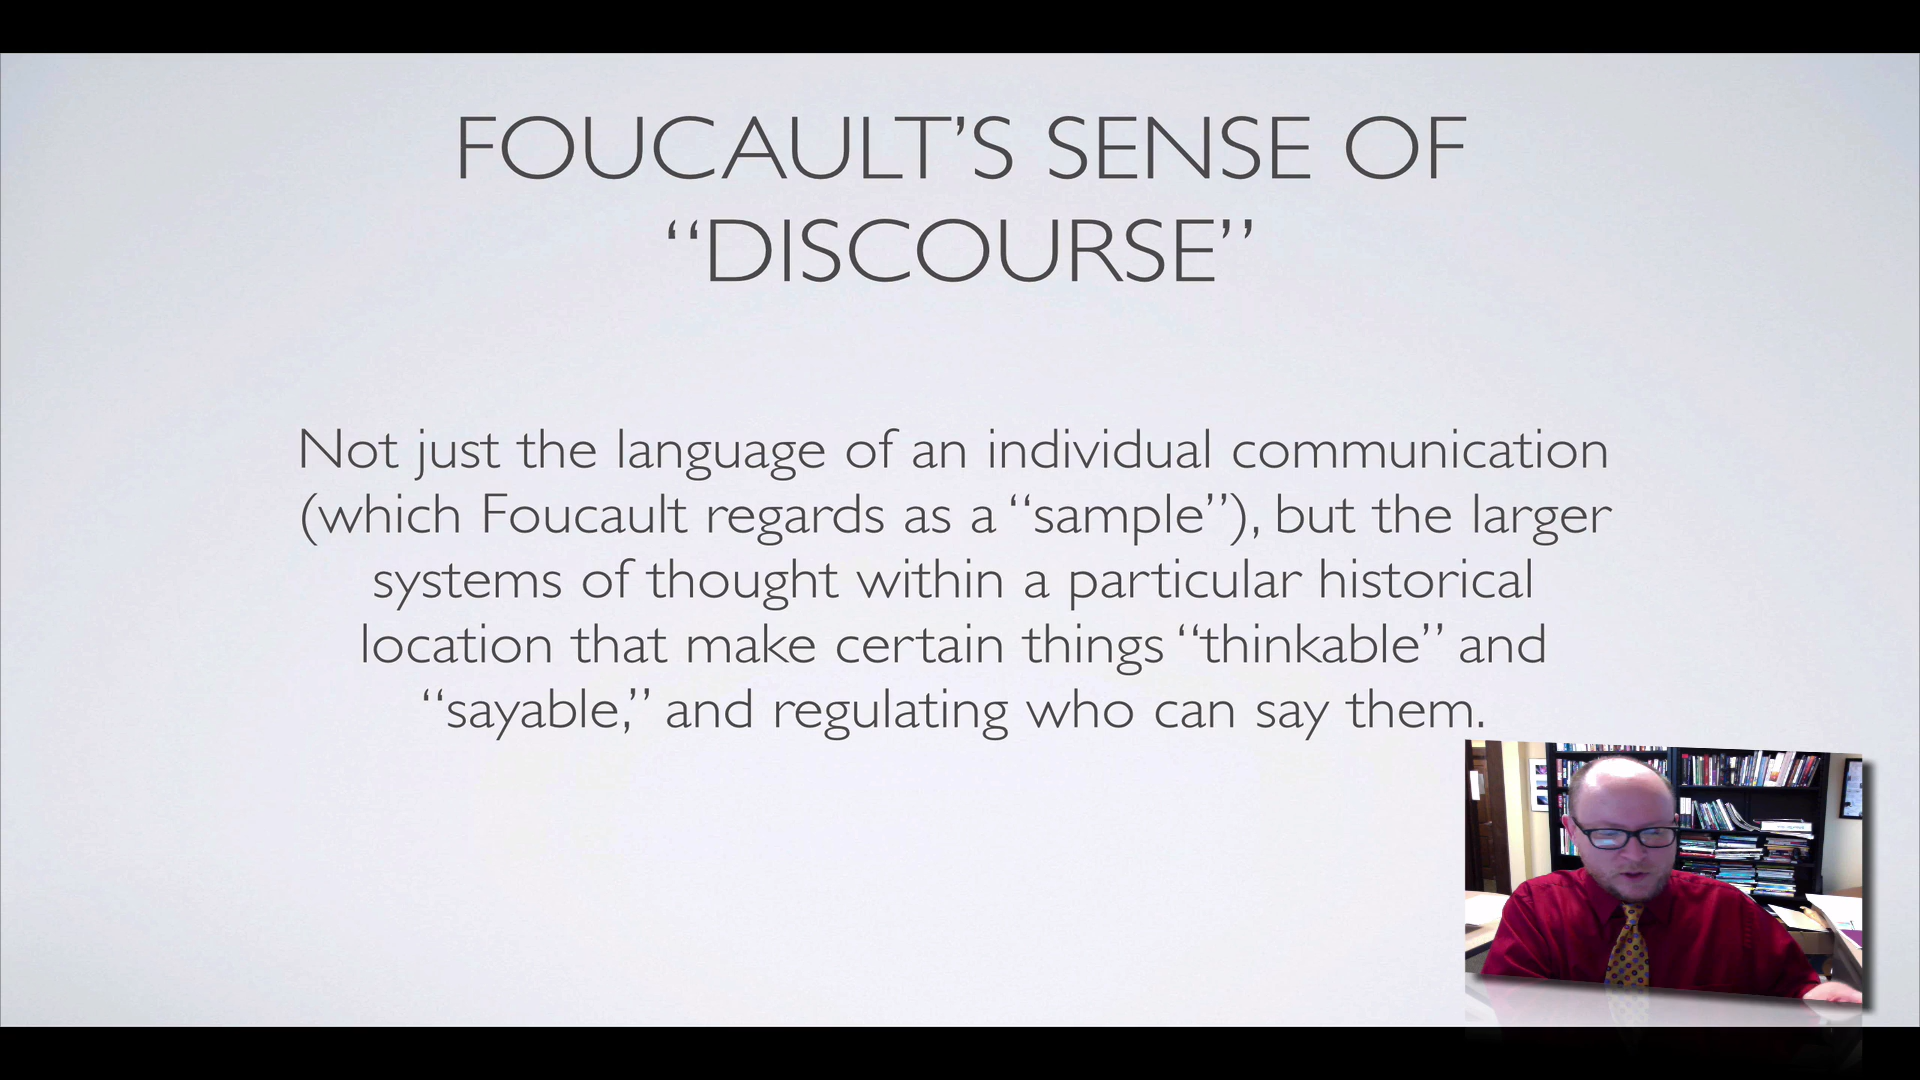 FOUCAULT’S SENSE OF
“DISCOURSE”
Not just the language of an individual communication
(which Foucault regards as a “sample”), but the larger
systems of thought within a particular historical
location that make certain things “thinkable” and
“sayable,” and regulating who can say them.